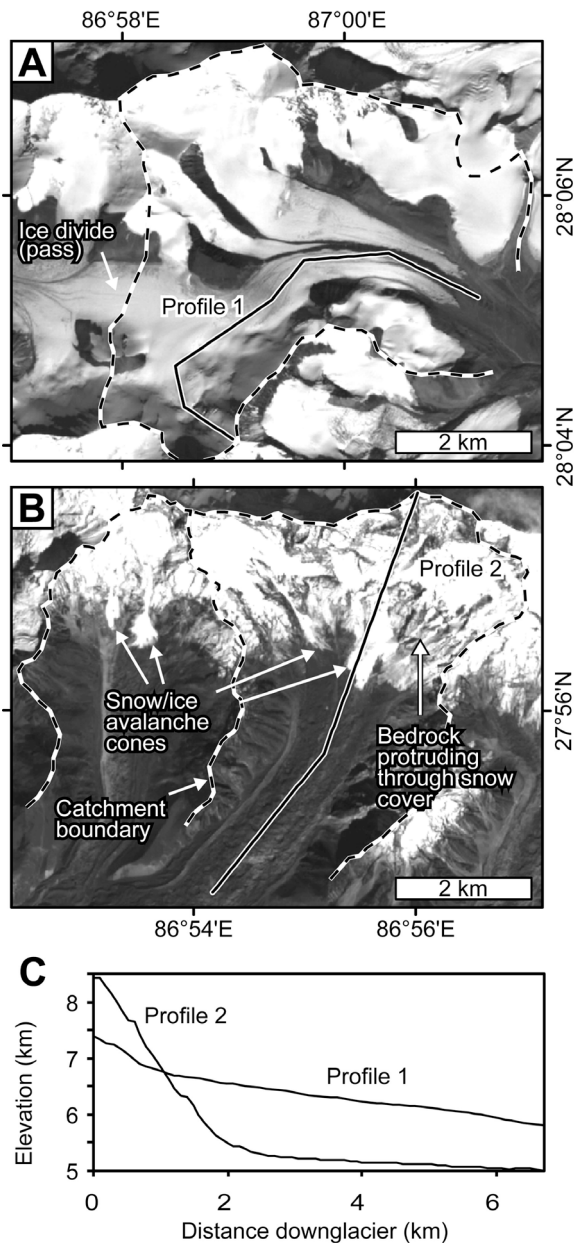 86°58'E 87°00'E
A
28°06'N
Ice divide
(pass)
Profile 1
2 km
28°04'N
B
Profile 2
Snow/ice
avalanche
cones
27°56'N
Bedrock
protruding
through snow
cover
Catchment
boundary
2 km
86°54'E 86°56'E
C
8
Profile 2
7
Profile 1
6
5
Elevation (km)
0 2 4 6
Distance downglacier (km)